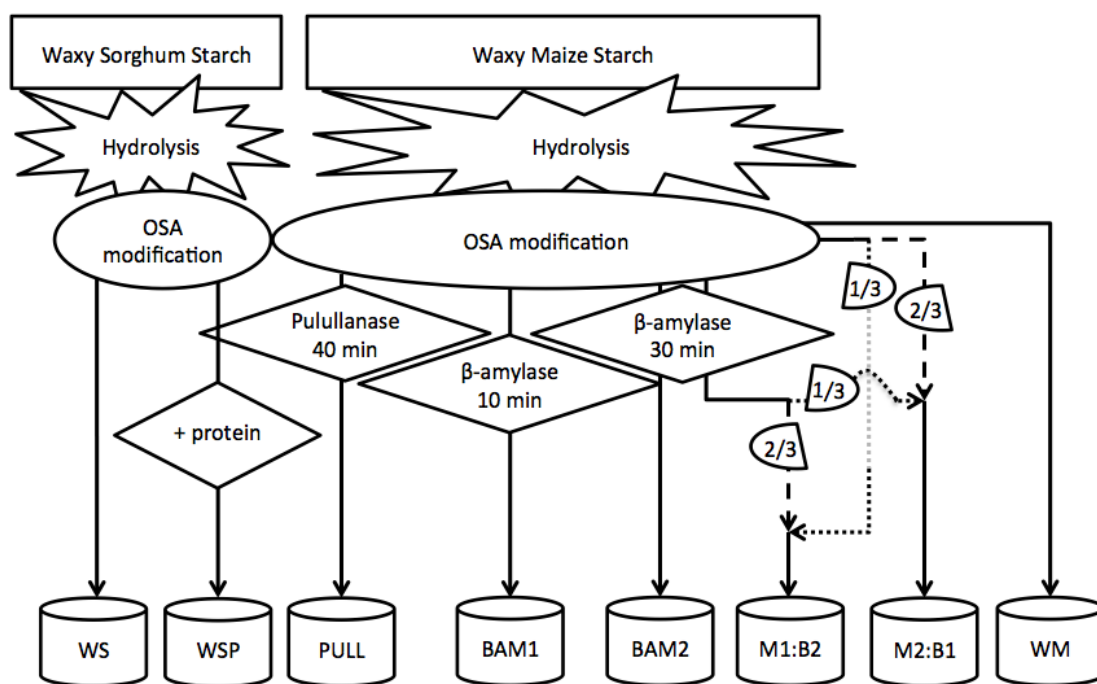 Waxy Sorghum Starch
Waxy Maize Starch
Hydrolysis
Hydrolysis
OSA
modification
OSA modification
1/3
2/3
Pulullanase
40 min
β-amylase
30 min
β-amylase
10 min
1/3
+ protein
2/3
WS
WSP
PULL
BAM1
BAM2
M1:B2
M2:B1
WM